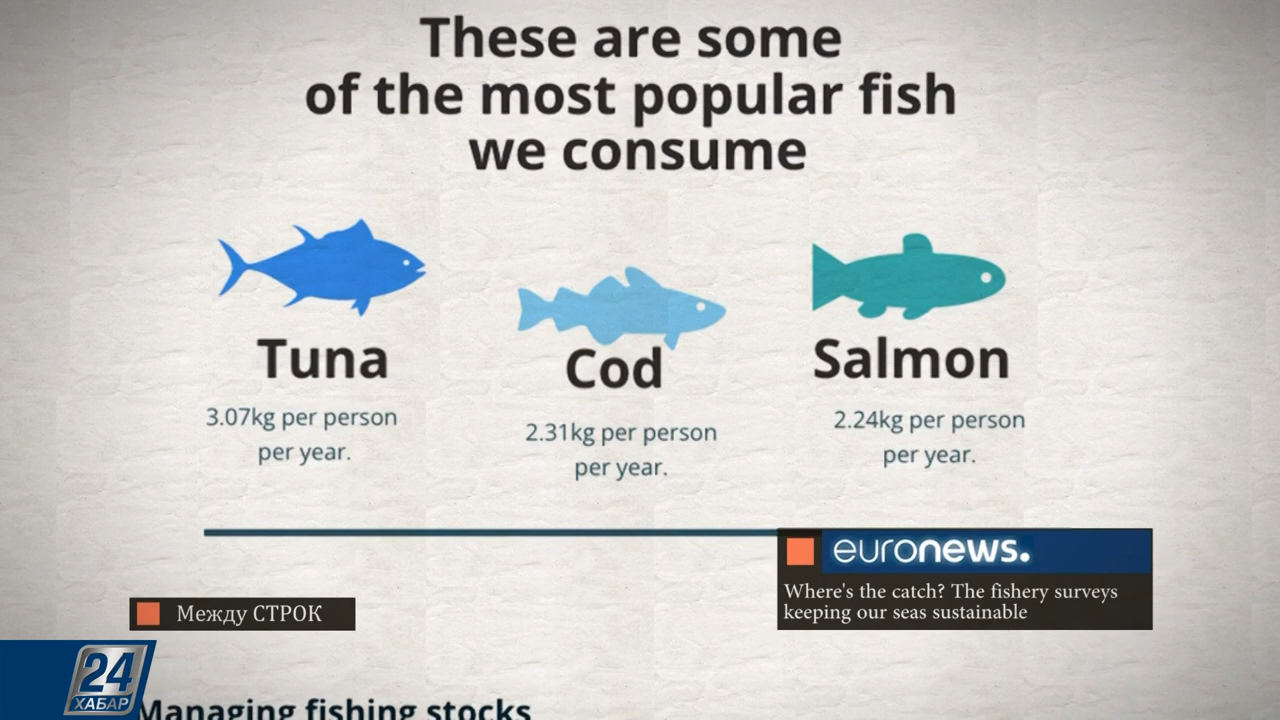 These are some
of the most popular fish
we consume
Tuna
3.07kg per person
per year.
Cod
2.31kg per person
per year.
Salmon
2.24kg per person
per year.
euronews.
Where's the catch? The fishery surveys
keeping our seas sustainable
Между СТРОК
24
ХАБАР
Managing fishing stocks